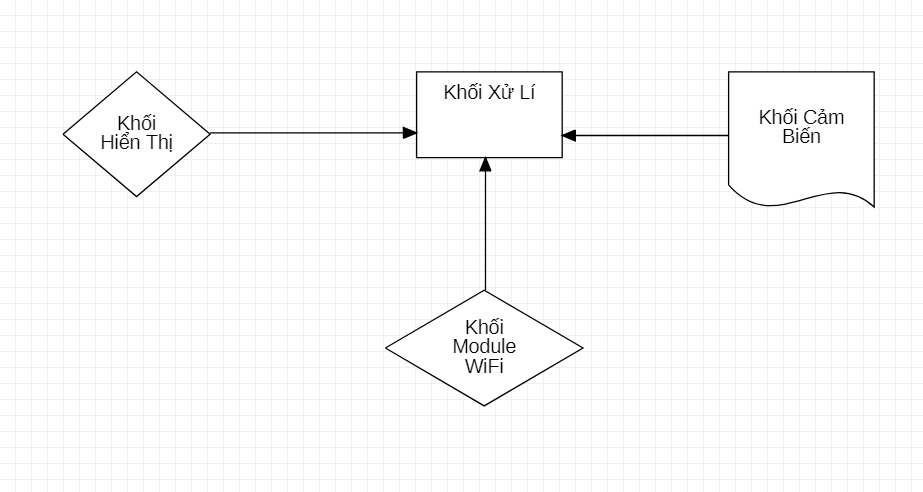 Khối Xử Lí
Khối
Hiển Thị
Khối Cảm
Biến
Khối
Module
WiFi